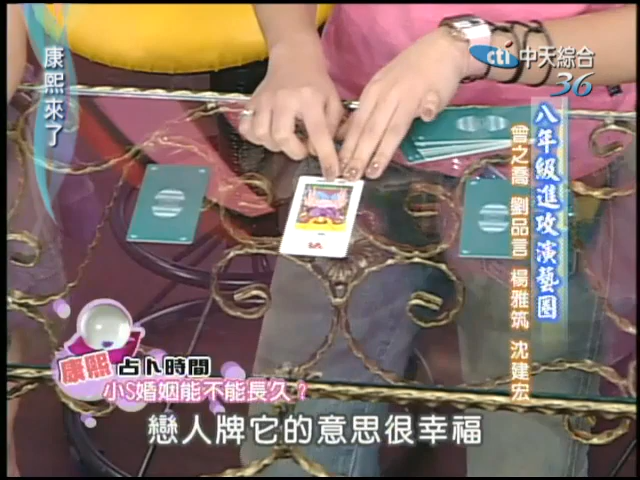 康熙來了
cti 中天綜合
36
八年級進攻演藝圈
曾之喬 劉品言 楊雅筑 沈建宏
康熙 占卜時間
小S婚姻能不能長久?
戀人牌它的意思很幸福